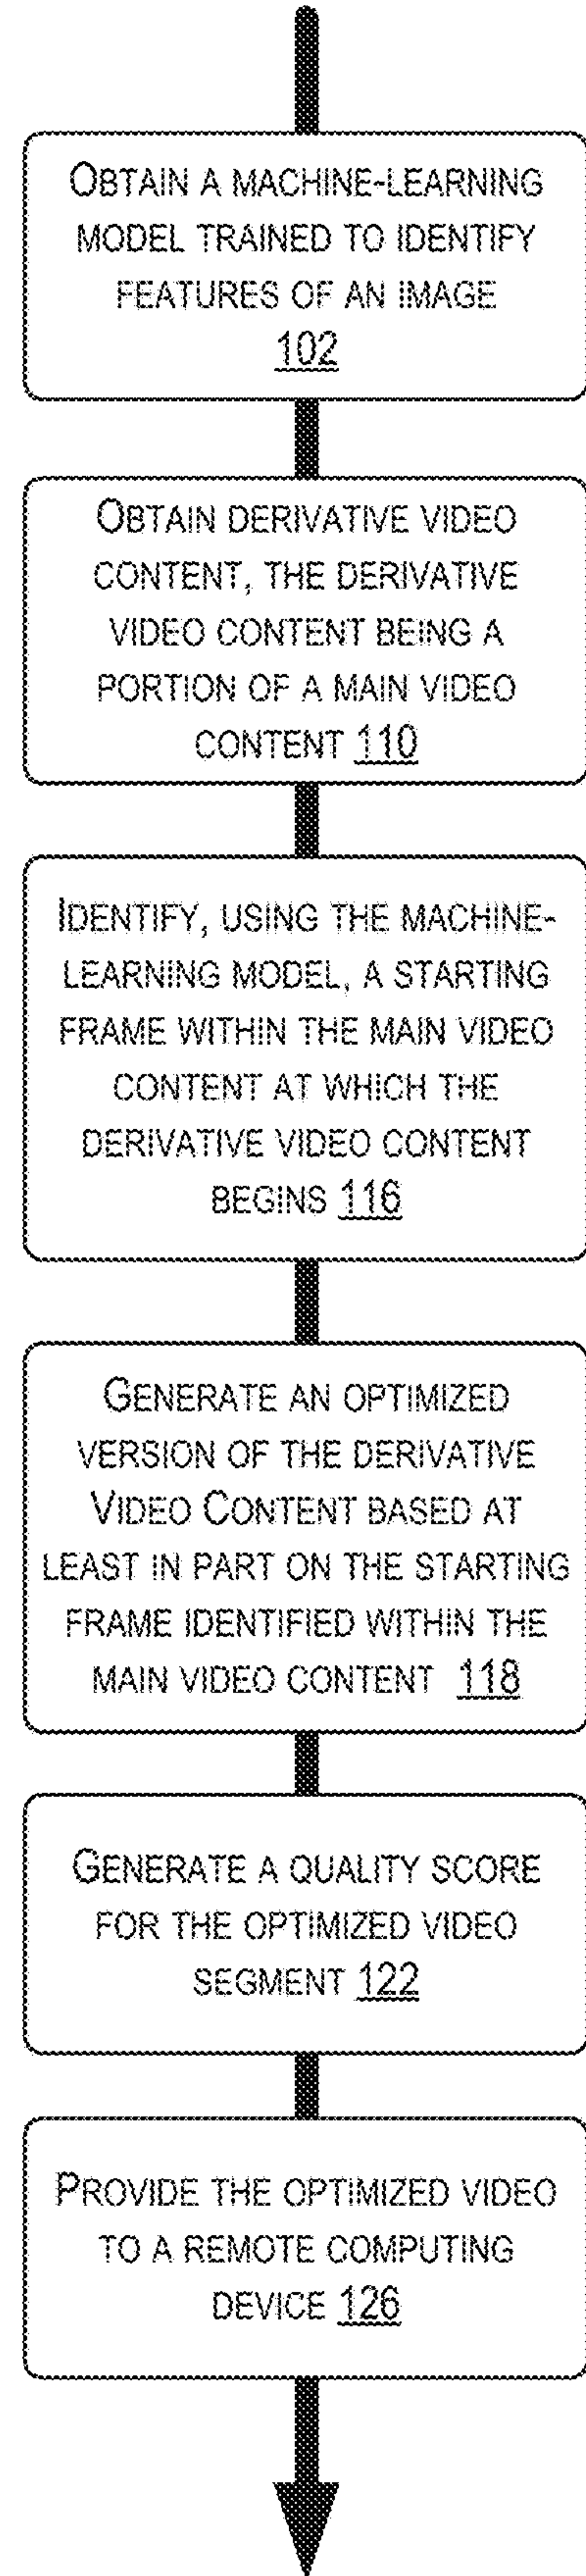 OBTAIN A MACHINE-LEARNING
MODEL TRAINED TO IDENTIFY
FEATURES OF AN IMAGE
102
OBTAIN DERIVATIVE VIDEO
CONTENT, THE DERIVATIVE
VIDEO CONTENT BEING A
PORTION OF A MAIN VIDEO
CONTENT 110
IDENTIFY, USING THE MACHINE-
LEARNING MODEL, A STARTING
FRAME WITHIN THE MAIN VIDEO
CONTENT AT WHICH THE
DERIVATIVE VIDEO CONTENT
BEGINS 116
GENERATE AN OPTIMIZED
VERSION OF THE DERIVATIVE
VIDEO CONTENT BASED AT
LEAST IN PART ON THE STARTING
FRAME IDENTIFIED WITHIN THE
MAIN VIDEO CONTENT 118
GENERATE A QUALITY SCORE
FOR THE OPTIMIZED VIDEO
SEGMENT 122
PROVIDE THE OPTIMIZED VIDEO
TO A REMOTE COMPUTING
DEVICE 126